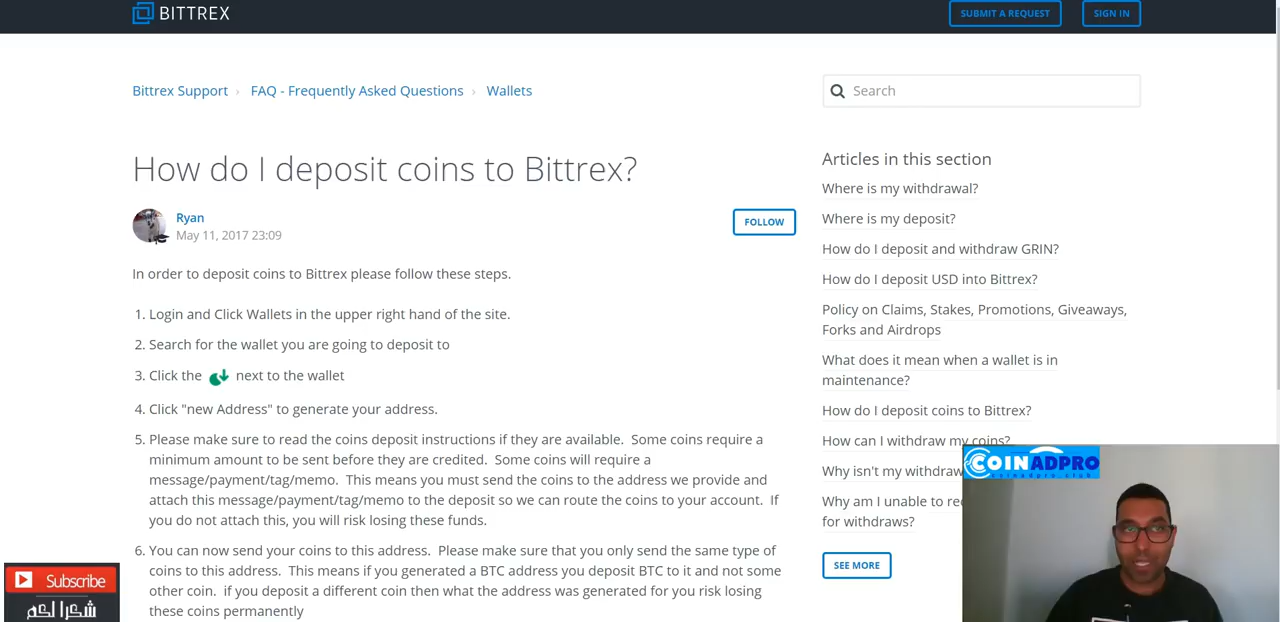 BITTREX
SUBMIT A REQUEST
SIGN IN
Bittrex Support › FAQ - Frequently Asked Questions › Wallets
Search
How do I deposit coins to Bittrex?
Ryan
May 11, 2017 23:09
FOLLOW
In order to deposit coins to Bittrex please follow these steps.
1. Login and Click Wallets in the upper right hand of the site.
2. Search for the wallet you are going to deposit to
3. Click the next to the wallet
4. Click "new Address" to generate your address.
5. Please make sure to read the coins deposit instructions if they are available. Some coins require a
minimum amount to be sent before they are credited. Some coins will require a
message/payment/tag/memo. This means you must send the coins to the address we provide and
attach this message/payment/tag/memo to the deposit so we can route the coins to your account. If
you do not attach this, you will risk losing these funds.
6. You can now send your coins to this address. Please make sure that you only send the same type of
coins to this address. This means if you generated a BTC address you deposit BTC to it and not some
other coin. if you deposit a different coin then what the address was generated for you risk losing
these coins permanently
Articles in this section
Where is my withdrawal?
Where is my deposit?
How do I deposit and withdraw GRIN?
How do I deposit USD into Bittrex?
Policy on Claims, Stakes, Promotions, Giveaways,
Forks and Airdrops
What does it mean when a wallet is in
maintenance?
How do I deposit coins to Bittrex?
How can I withdraw my coins?
Why isn't my withdraw
Why am I unable to re
for withdraws?
SEE MORE
COINADPRO
Subscribe
شكرا لكم